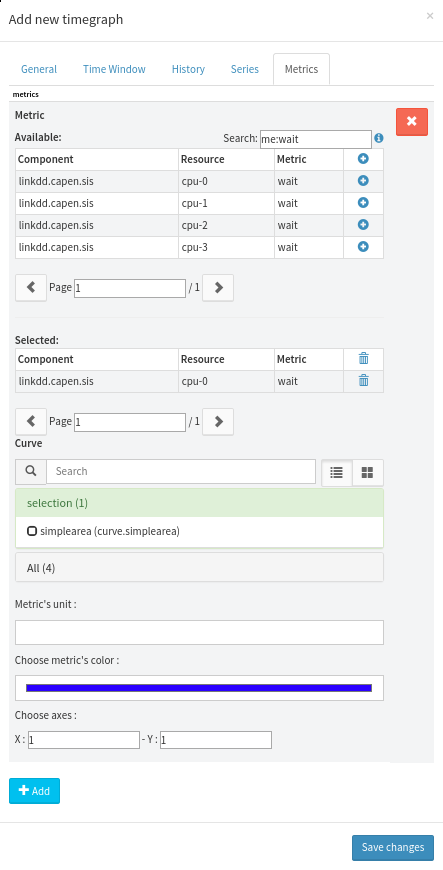 Add new timegraph ×
General Time Window History Series Metrics
metrics
Metric
Available: Search: me:wait
Component Resource Metric
linkdd.capen.sis cpu-0 wait
linkdd.capen.sis cpu-1 wait
linkdd.capen.sis cpu-2 wait
linkdd.capen.sis cpu-3 wait
Page 1 / 1
Selected:
Component Resource Metric
linkdd.capen.sis cpu-0 wait
Page 1 / 1
Curve
Search
selection (1)
simplearea (curve.simplearea)
All (4)
Metric's unit :
Choose metric's color :
Choose axes :
X : 1 - Y : 1
Add
Save changes